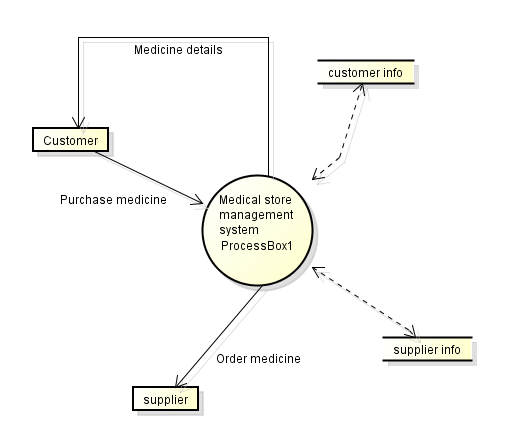 Medicine details
customer info
Customer
Purchase medicine
Medical store
management
system
ProcessBox1
supplier info
Order medicine
supplier